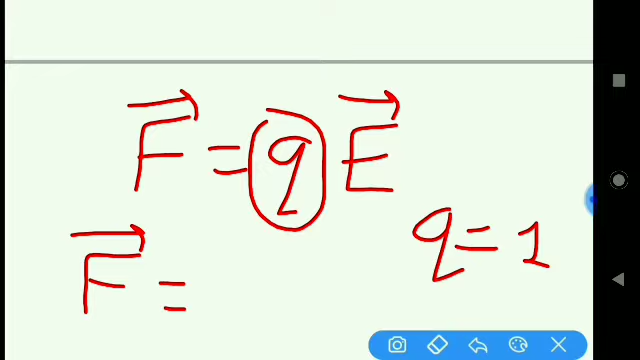 F⃗ = q E⃗
q = 1
F⃗ =